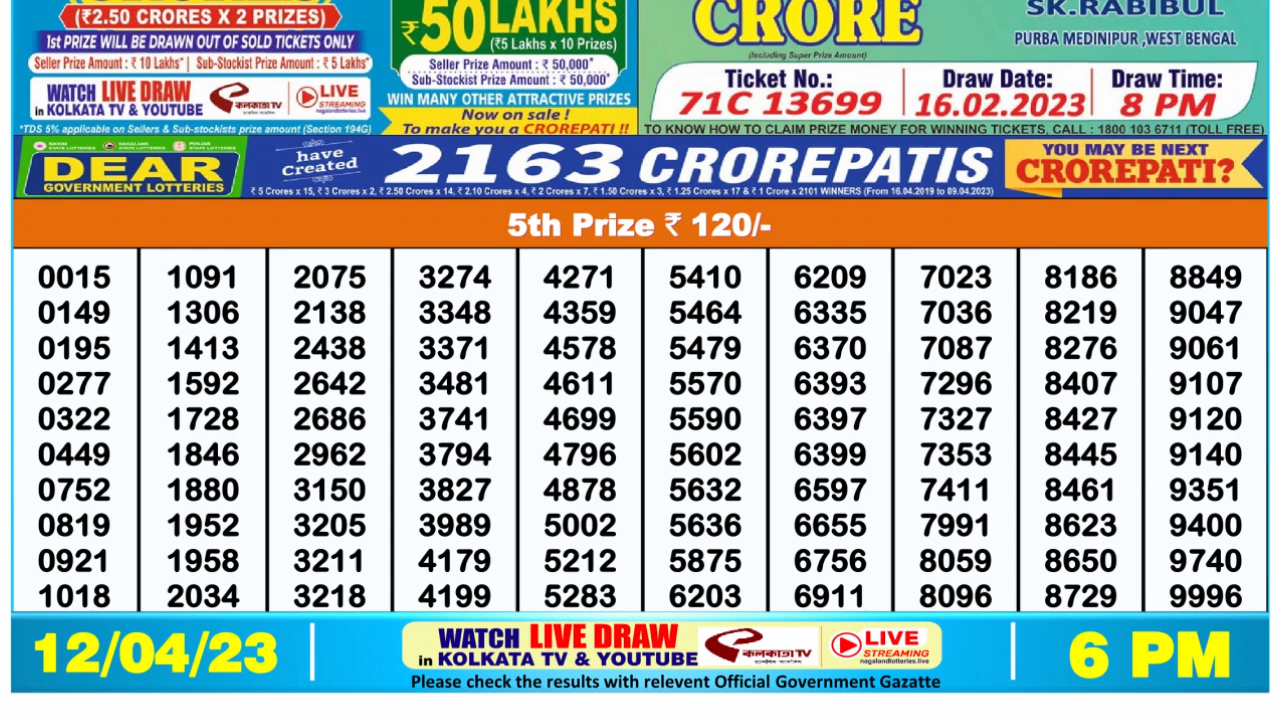 (₹2.50 CRORES X 2 PRIZES)
1st PRIZE WILL BE DRAWN OUT OF SOLD TICKETS ONLY
Seller Prize Amount : ₹ 10 Lakhs* | Sub-Stockist Prize Amount : ₹ 5 Lakhs*
WATCH LIVE DRAW
in KOLKATA TV & YOUTUBE
কলকাতা TV
LIVE
STREAMING
nagalandlotteries.live
*TDS 5% applicable on Sellers & Sub-stockists prize amount (Section 194G)
₹50 LAKHS
(₹5 Lakhs x 10 Prizes)
Seller Prize Amount : ₹ 50,000*
Sub-Stockist Prize Amount : ₹ 50,000*
WIN MANY OTHER ATTRACTIVE PRIZES
Now on sale !
To make you a CROREPATI !!
CRORE
(Including Super Prize Amount)
SK.RABIBUL
PURBA MEDINIPUR ,WEST BENGAL
Ticket No.: Draw Date: Draw Time:
71C 13699 16.02.2023 8 PM
TO KNOW HOW TO CLAIM PRIZE MONEY FOR WINNING TICKETS, CALL : 1800 103 6711 (TOLL FREE)
DEAR
GOVERNMENT LOTTERIES
have
created
2163 CROREPATIS
₹ 5 Crores x 15, ₹ 3 Crores x 2, ₹ 2.50 Crores x 14, ₹ 2.10 Crores x 4, ₹ 2 Crores x 7, ₹ 1.50 Crores x 3, ₹ 1.25 Crores x 17 & ₹ 1 Crore x 2101 WINNERS (From 16.04.2019 to 09.04.2023)
YOU MAY BE NEXT
CROREPATI?
5th Prize ₹ 120/-
0015 1091 2075 3274 4271 5410 6209 7023 8186 8849
0149 1306 2138 3348 4359 5464 6335 7036 8219 9047
0195 1413 2438 3371 4578 5479 6370 7087 8276 9061
0277 1592 2642 3481 4611 5570 6393 7296 8407 9107
0322 1728 2686 3741 4699 5590 6397 7327 8427 9120
0449 1846 2962 3794 4796 5602 6399 7353 8445 9140
0752 1880 3150 3827 4878 5632 6597 7411 8461 9351
0819 1952 3205 3989 5002 5636 6655 7991 8623 9400
0921 1958 3211 4179 5212 5875 6756 8059 8650 9740
1018 2034 3218 4199 5283 6203 6911 8096 8729 9996
12/04/23
WATCH LIVE DRAW
in KOLKATA TV & YOUTUBE
কলকাতা TV
LIVE
STREAMING
nagalandlotteries.live
Please check the results with relevent Official Government Gazatte
6 PM